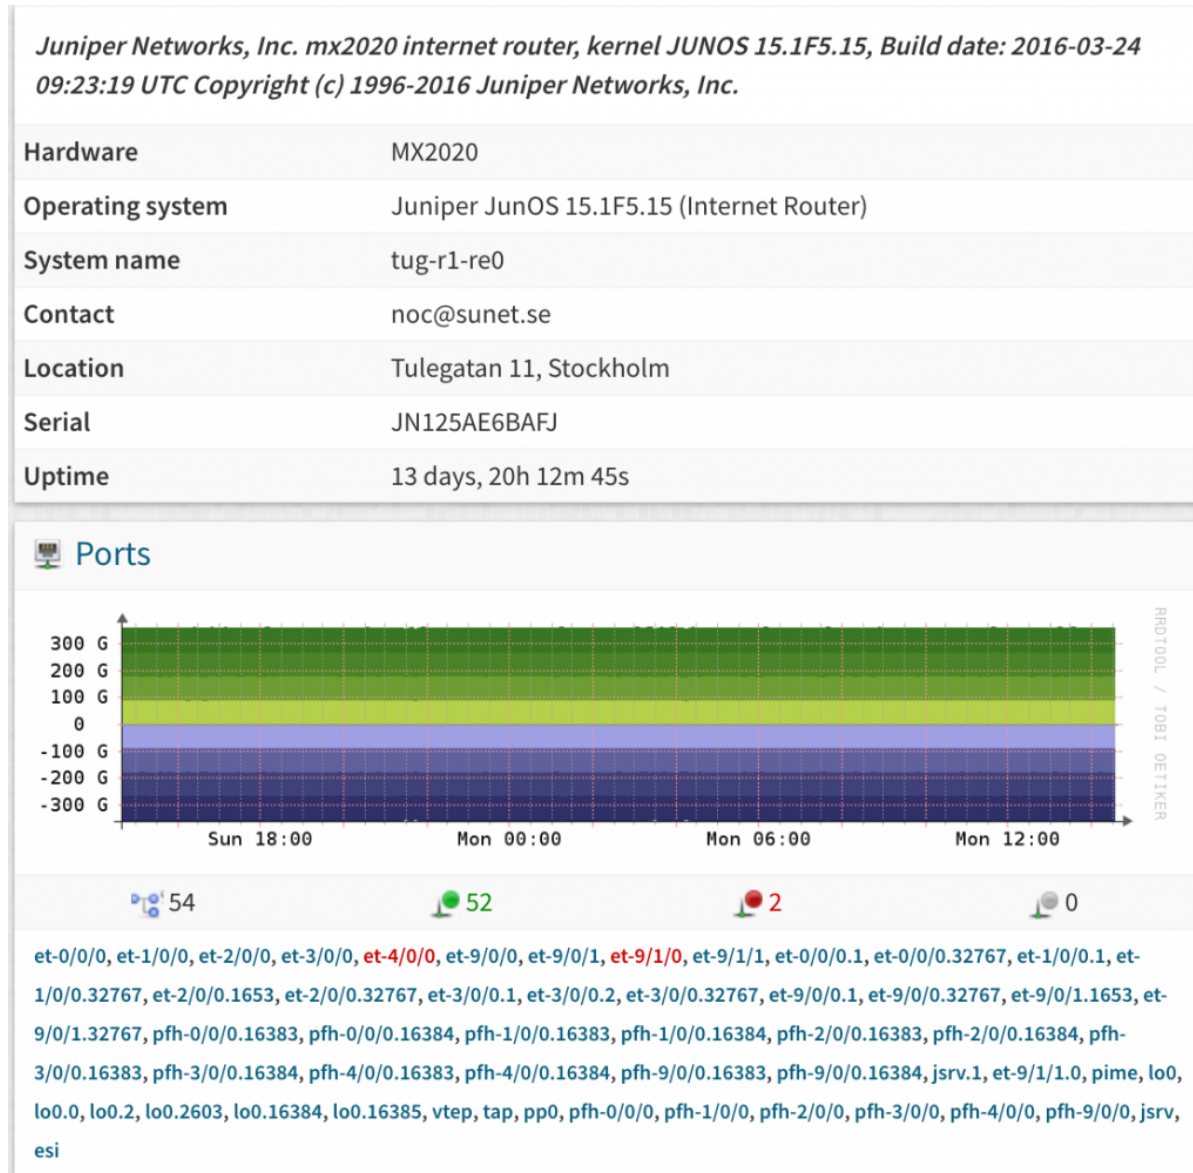 Juniper Networks, Inc. mx2020 internet router, kernel JUNOS 15.1F5.15, Build date: 2016-03-24
09:23:19 UTC Copyright (c) 1996-2016 Juniper Networks, Inc.
Hardware MX2020
Operating system Juniper JunOS 15.1F5.15 (Internet Router)
System name tug-r1-re0
Contact noc@sunet.se
Location Tulegatan 11, Stockholm
Serial JN125AE6BAFJ
Uptime 13 days, 20h 12m 45s
Ports
300 G
200 G
100 G
0
-100 G
-200 G
-300 G
Sun 18:00 Mon 00:00 Mon 06:00 Mon 12:00
RRDTOOL / TOBI OETIKER
54 52 2 0
et-0/0/0, et-1/0/0, et-2/0/0, et-3/0/0, et-4/0/0, et-9/0/0, et-9/0/1, et-9/1/0, et-9/1/1, et-0/0/0.1, et-0/0/0.32767, et-1/0/0.1, et-
1/0/0.32767, et-2/0/0.1653, et-2/0/0.32767, et-3/0/0.1, et-3/0/0.2, et-3/0/0.32767, et-9/0/0.1, et-9/0/0.32767, et-9/0/1.1653, et-
9/0/1.32767, pfh-0/0/0.16383, pfh-0/0/0.16384, pfh-1/0/0.16383, pfh-1/0/0.16384, pfh-2/0/0.16383, pfh-2/0/0.16384, pfh-
3/0/0.16383, pfh-3/0/0.16384, pfh-4/0/0.16383, pfh-4/0/0.16384, pfh-9/0/0.16383, pfh-9/0/0.16384, jsrv.1, et-9/1/1.0, pime, lo0,
lo0.0, lo0.2, lo0.2603, lo0.16384, lo0.16385, vtep, tap, pp0, pfh-0/0/0, pfh-1/0/0, pfh-2/0/0, pfh-3/0/0, pfh-4/0/0, pfh-9/0/0, jsrv,
esi